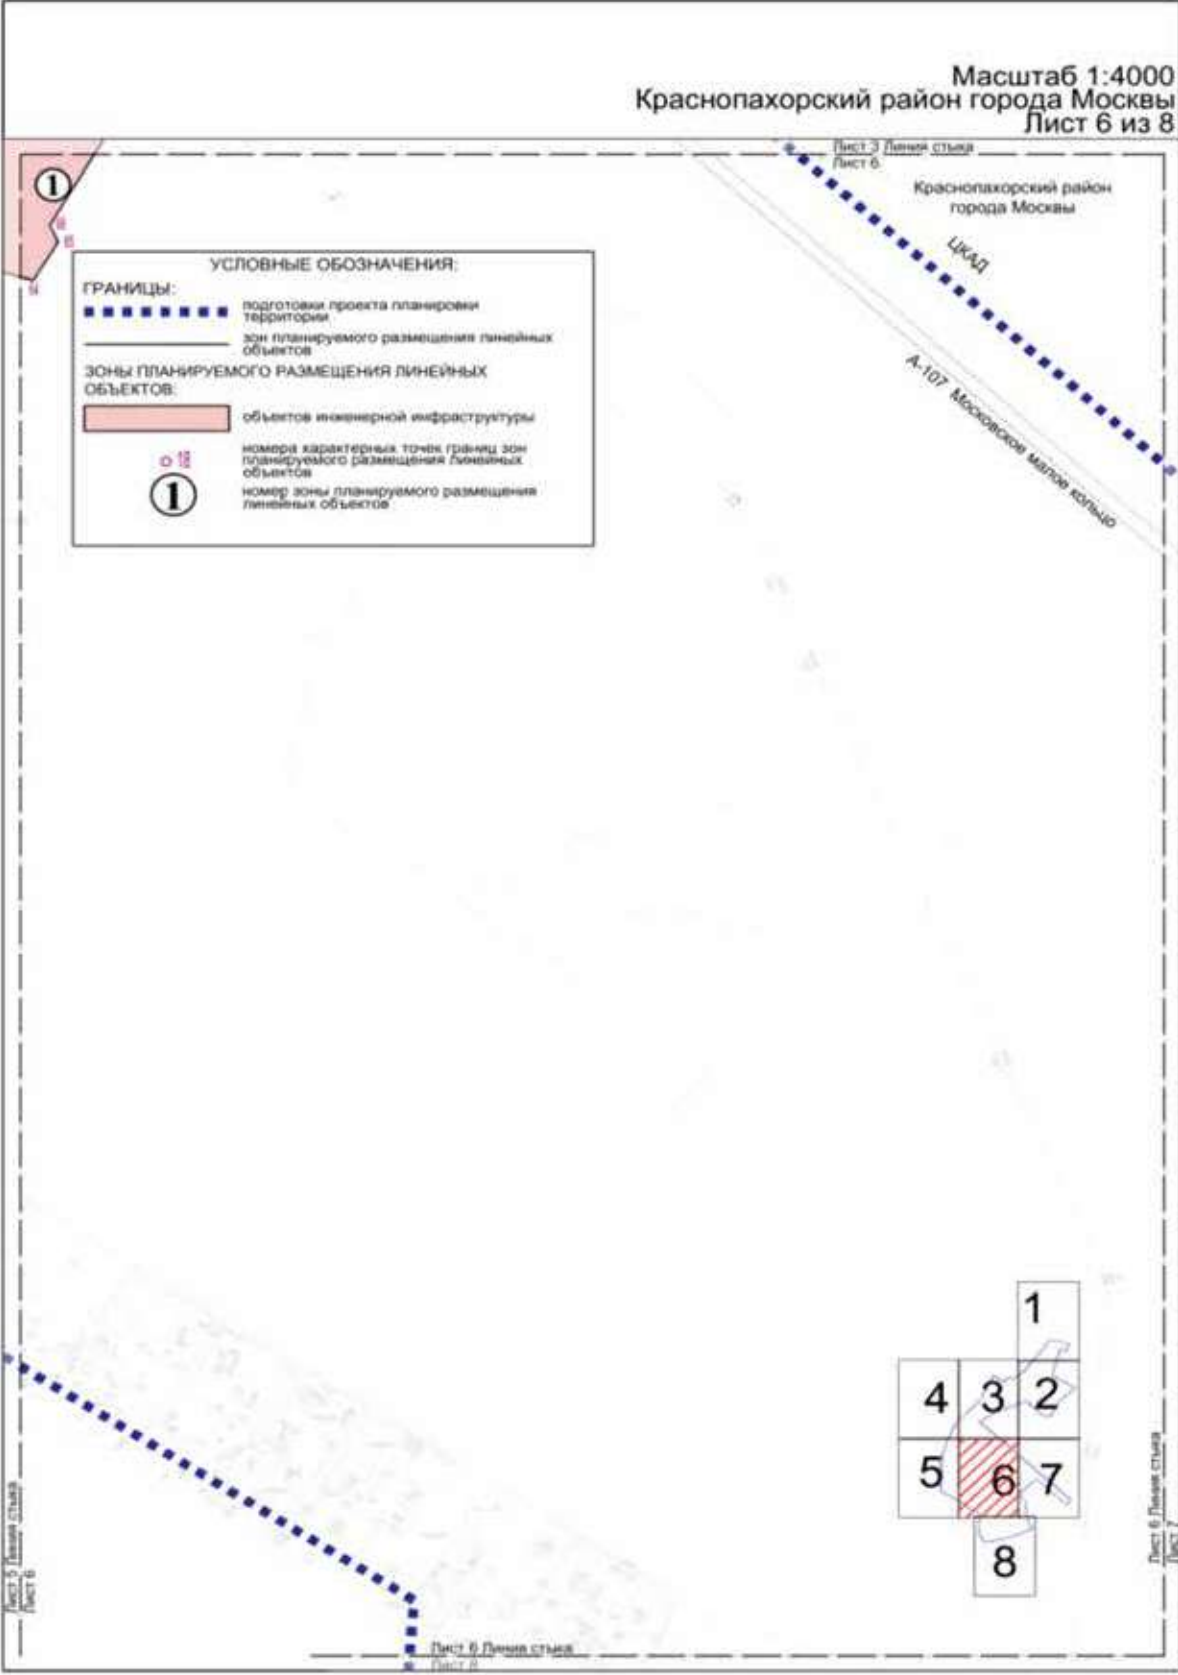 Масштаб 1:4000
Краснопахорский район города Москвы
Лист 6 из 8
Лист 3 Линия стыка
Лист 6
1
Краснопахорский район
города Москвы
ЦКАД
А-107 Московское малое кольцо
УСЛОВНЫЕ ОБОЗНАЧЕНИЯ:
ГРАНИЦЫ:
подготовки проекта планировки
территории
зон планируемого размещения линейных
объектов
ЗОНЫ ПЛАНИРУЕМОГО РАЗМЕЩЕНИЯ ЛИНЕЙНЫХ
ОБЪЕКТОВ:
объектов инженерной инфраструктуры
номера характерных точек границ зон
планируемого размещения линейных
объектов
1
номер зоны планируемого размещения
линейных объектов
1
4 3 2
5 6 7
8
Лист 5 Линия стыка
Лист 6
Лист 6 Линия стыка
Лист 7
Лист 6 Линия стыка
Лист 8